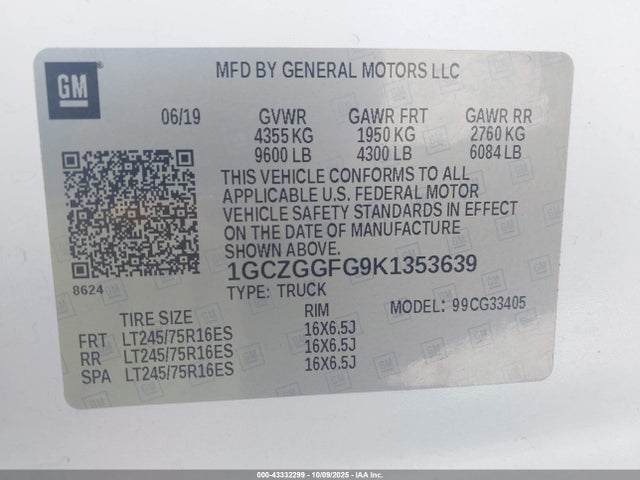 GM
MFD BY GENERAL MOTORS LLC
06/19 GVWR GAWR FRT GAWR RR
4355 KG 1950 KG 2760 KG
9600 LB 4300 LB 6084 LB
THIS VEHICLE CONFORMS TO ALL
APPLICABLE U.S. FEDERAL MOTOR
VEHICLE SAFETY STANDARDS IN EFFECT
ON THE DATE OF MANUFACTURE
SHOWN ABOVE.
1GCZGGFG9K1353639
8624
TYPE: TRUCK MODEL: 99CG33405
TIRE SIZE RIM
FRT LT245/75R16ES 16X6.5J
RR LT245/75R16ES 16X6.5J
SPA LT245/75R16ES 16X6.5J
000-43332299 - 10/09/2025 - IAA Inc.